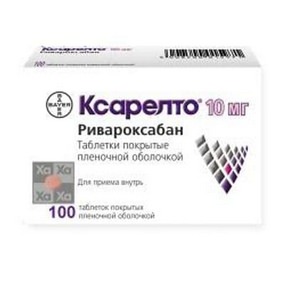 BAYER
Ксарелто® 10 мг
Ривароксабан
Таблетки покрытые
пленочной оболочкой
Для приема внутрь
100 таблеток покрытых
пленочной оболочкой
Xa Xa
Xa
Xa Xa